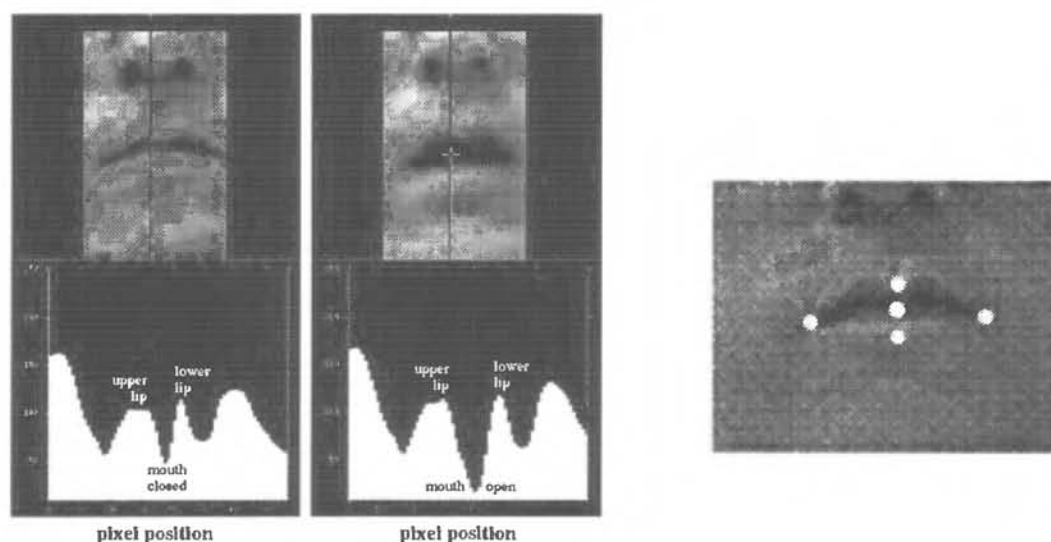 upper
lip
lower
lip
mouth
closed
pixel position
upper
lip
lower
lip
mouth open
pixel position